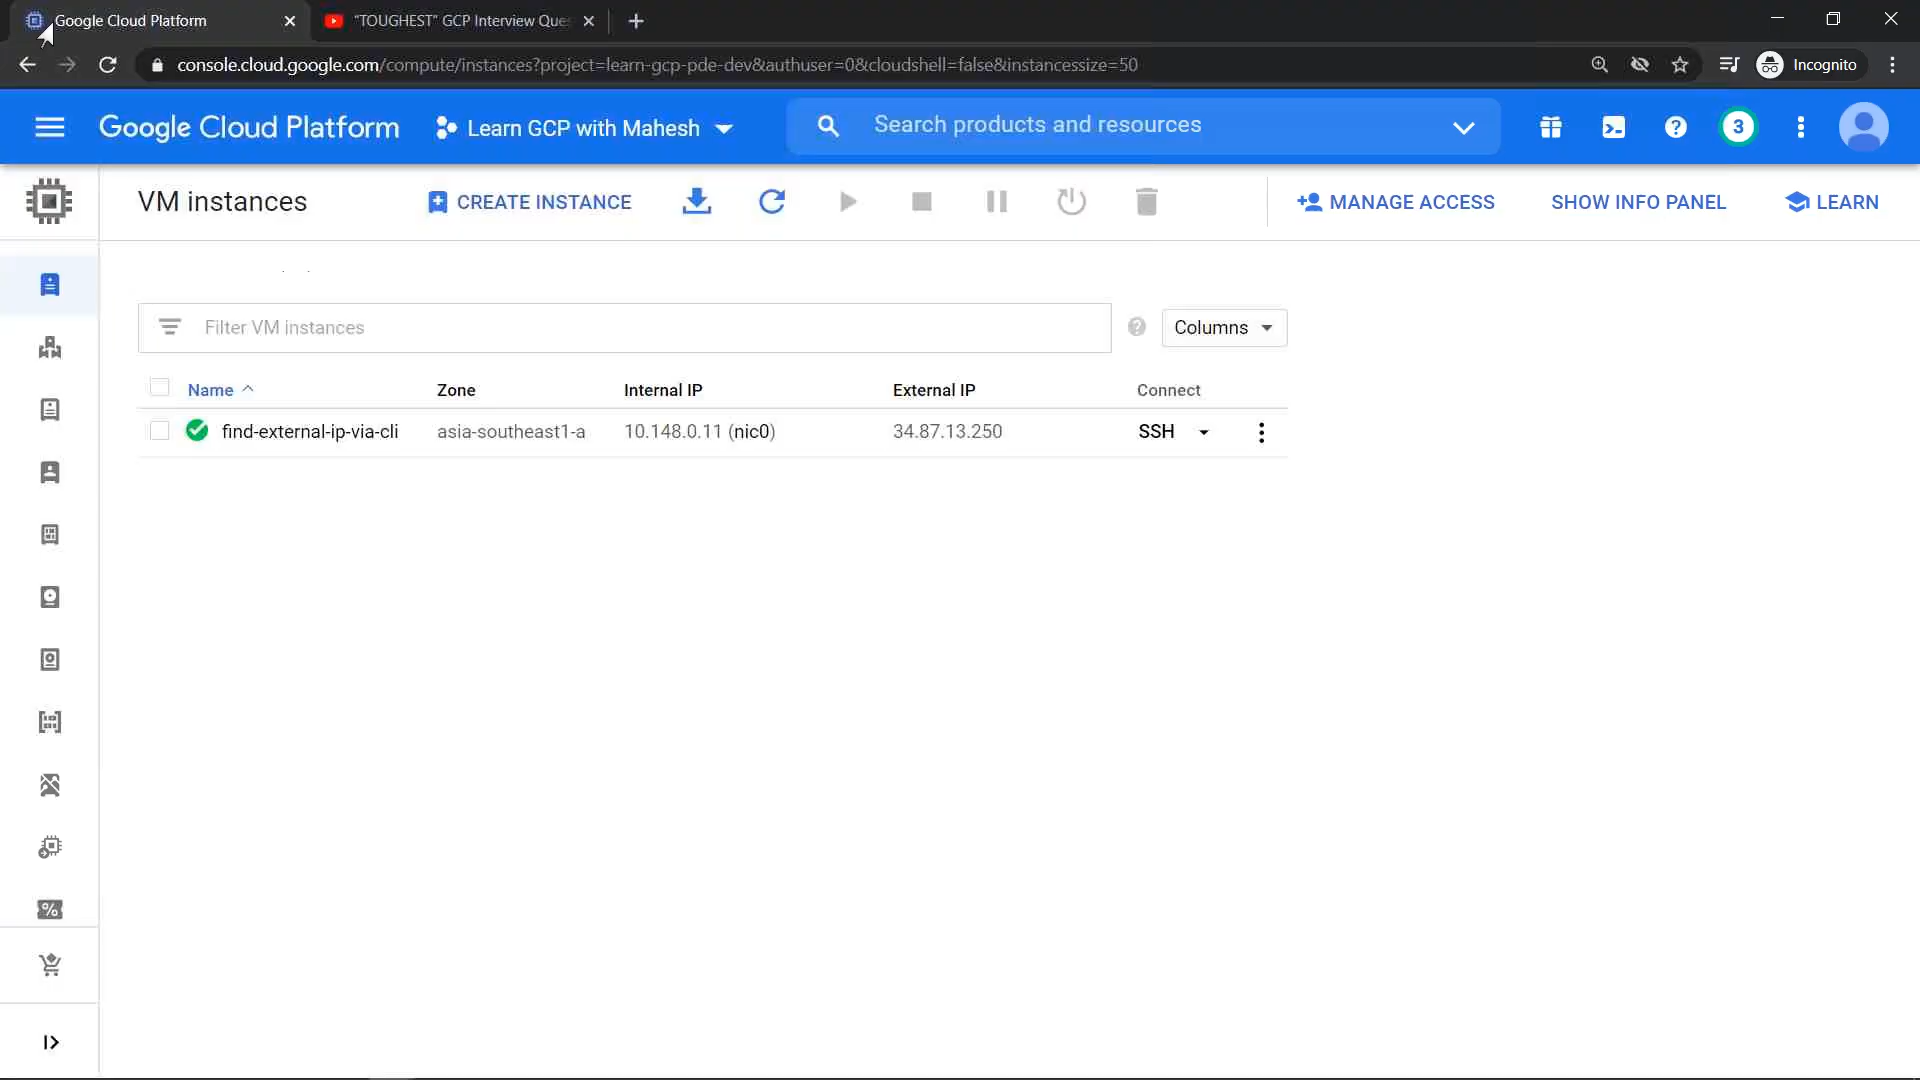 Google Cloud Platform
"TOUGHEST" GCP Interview Que
console.cloud.google.com/compute/instances?project=learn-gcp-pde-dev&authuser=0&cloudshell=false&instancessize=50
Incognito
Google Cloud Platform
Learn GCP with Mahesh
Search products and resources
3
VM instances
CREATE INSTANCE
MANAGE ACCESS
SHOW INFO PANEL
LEARN
Filter VM instances
Columns
Name Zone Internal IP External IP Connect
find-external-ip-via-cli asia-southeast1-a 10.148.0.11 (nic0) 34.87.13.250 SSH